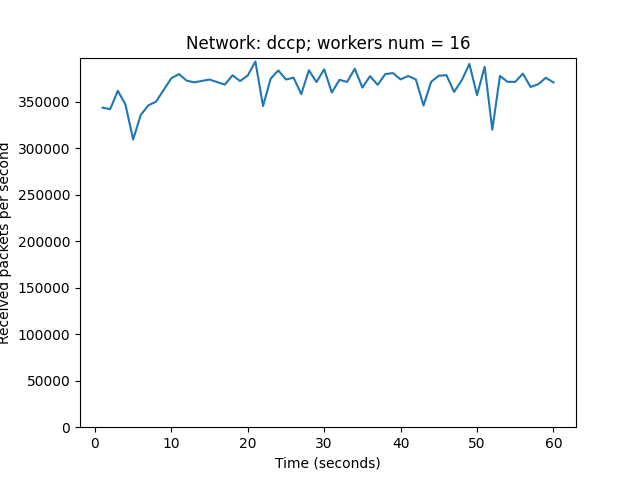 Network: dccp; workers num = 16
Received packets per second
350000
300000
250000
200000
150000
100000
50000
0
0 10 20 30 40 50 60
Time (seconds)